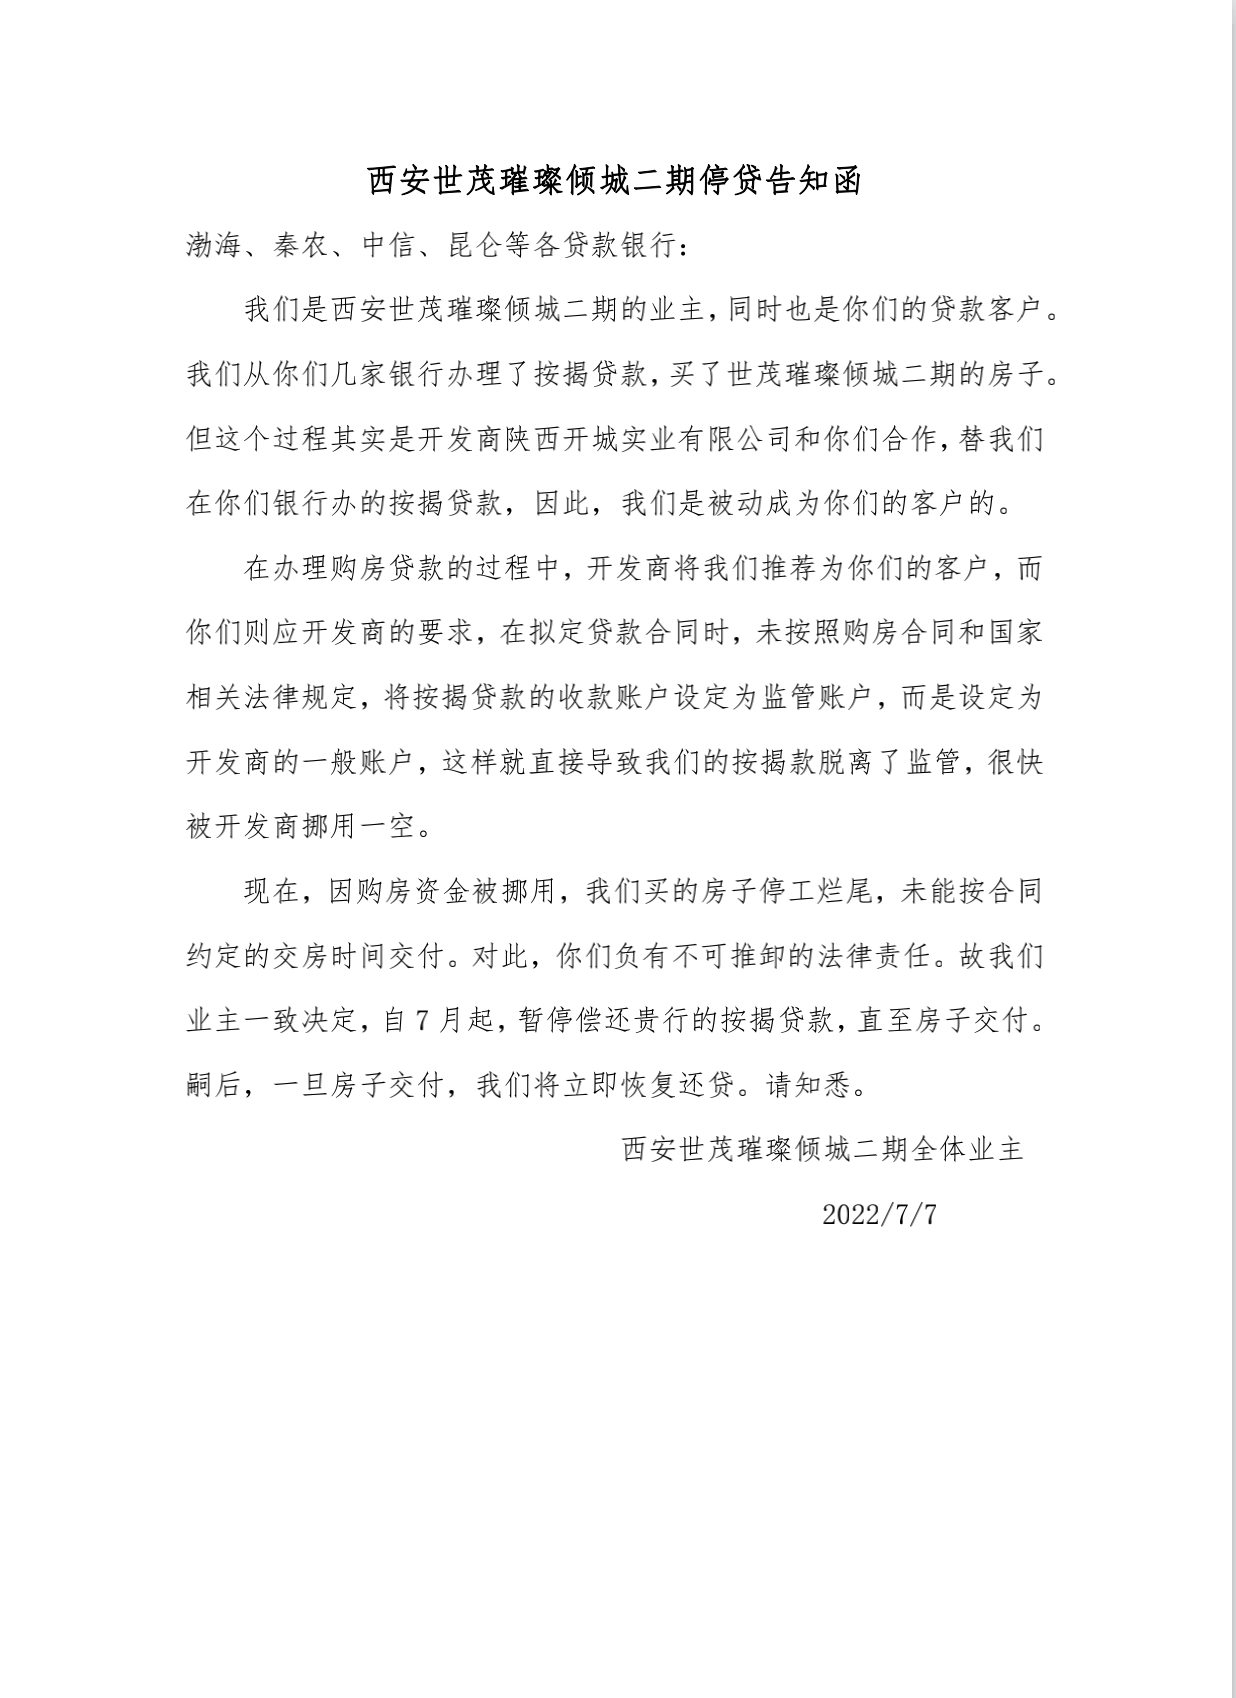 西安世茂璀璨倾城二期停贷告知函
渤海、秦农、中信、昆仑等各贷款银行：
我们是西安世茂璀璨倾城二期的业主，同时也是你们的贷款客户。
我们从你们几家银行办理了按揭贷款，买了世茂璀璨倾城二期的房子。
但这个过程其实是开发商陕西开城实业有限公司和你们合作，替我们
在你们银行办的按揭贷款，因此，我们是被动成为你们的客户的。
在办理购房贷款的过程中，开发商将我们推荐为你们的客户，而
你们则应开发商的要求，在拟定贷款合同时，未按照购房合同和国家
相关法律规定，将按揭贷款的收款账户设定为监管账户，而是设定为
开发商的一般账户，这样就直接导致我们的按揭款脱离了监管，很快
被开发商挪用一空。
现在，因购房资金被挪用，我们买的房子停工烂尾，未能按合同
约定的交房时间交付。对此，你们负有不可推卸的法律责任。故我们
业主一致决定，自7月起，暂停偿还贵行的按揭贷款，直至房子交付。
嗣后，一旦房子交付，我们将立即恢复还贷。请知悉。
西安世茂璀璨倾城二期全体业主
2022/7/7